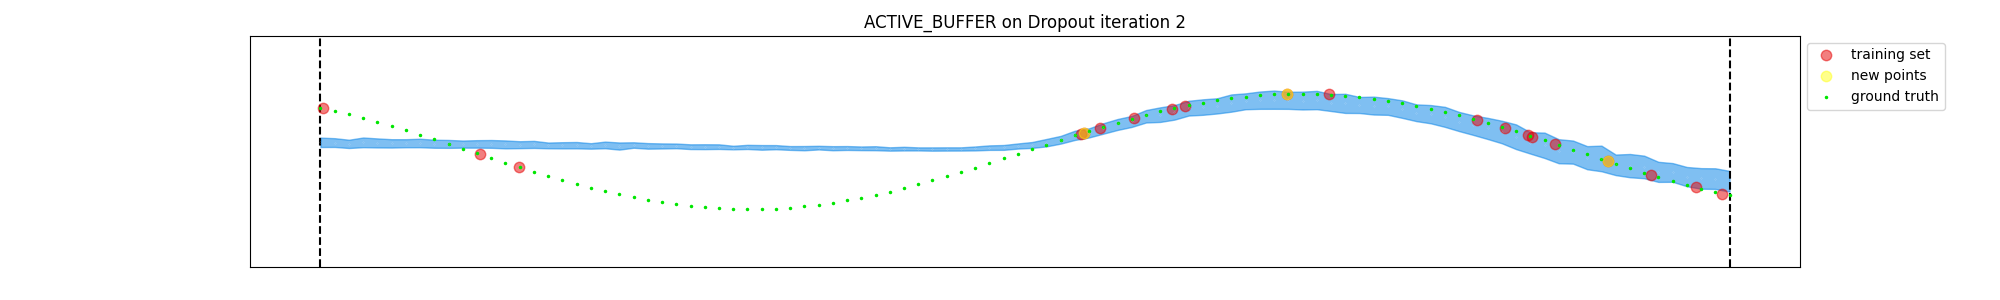 ACTIVE_BUFFER on Dropout iteration 2
training set
new points
ground truth